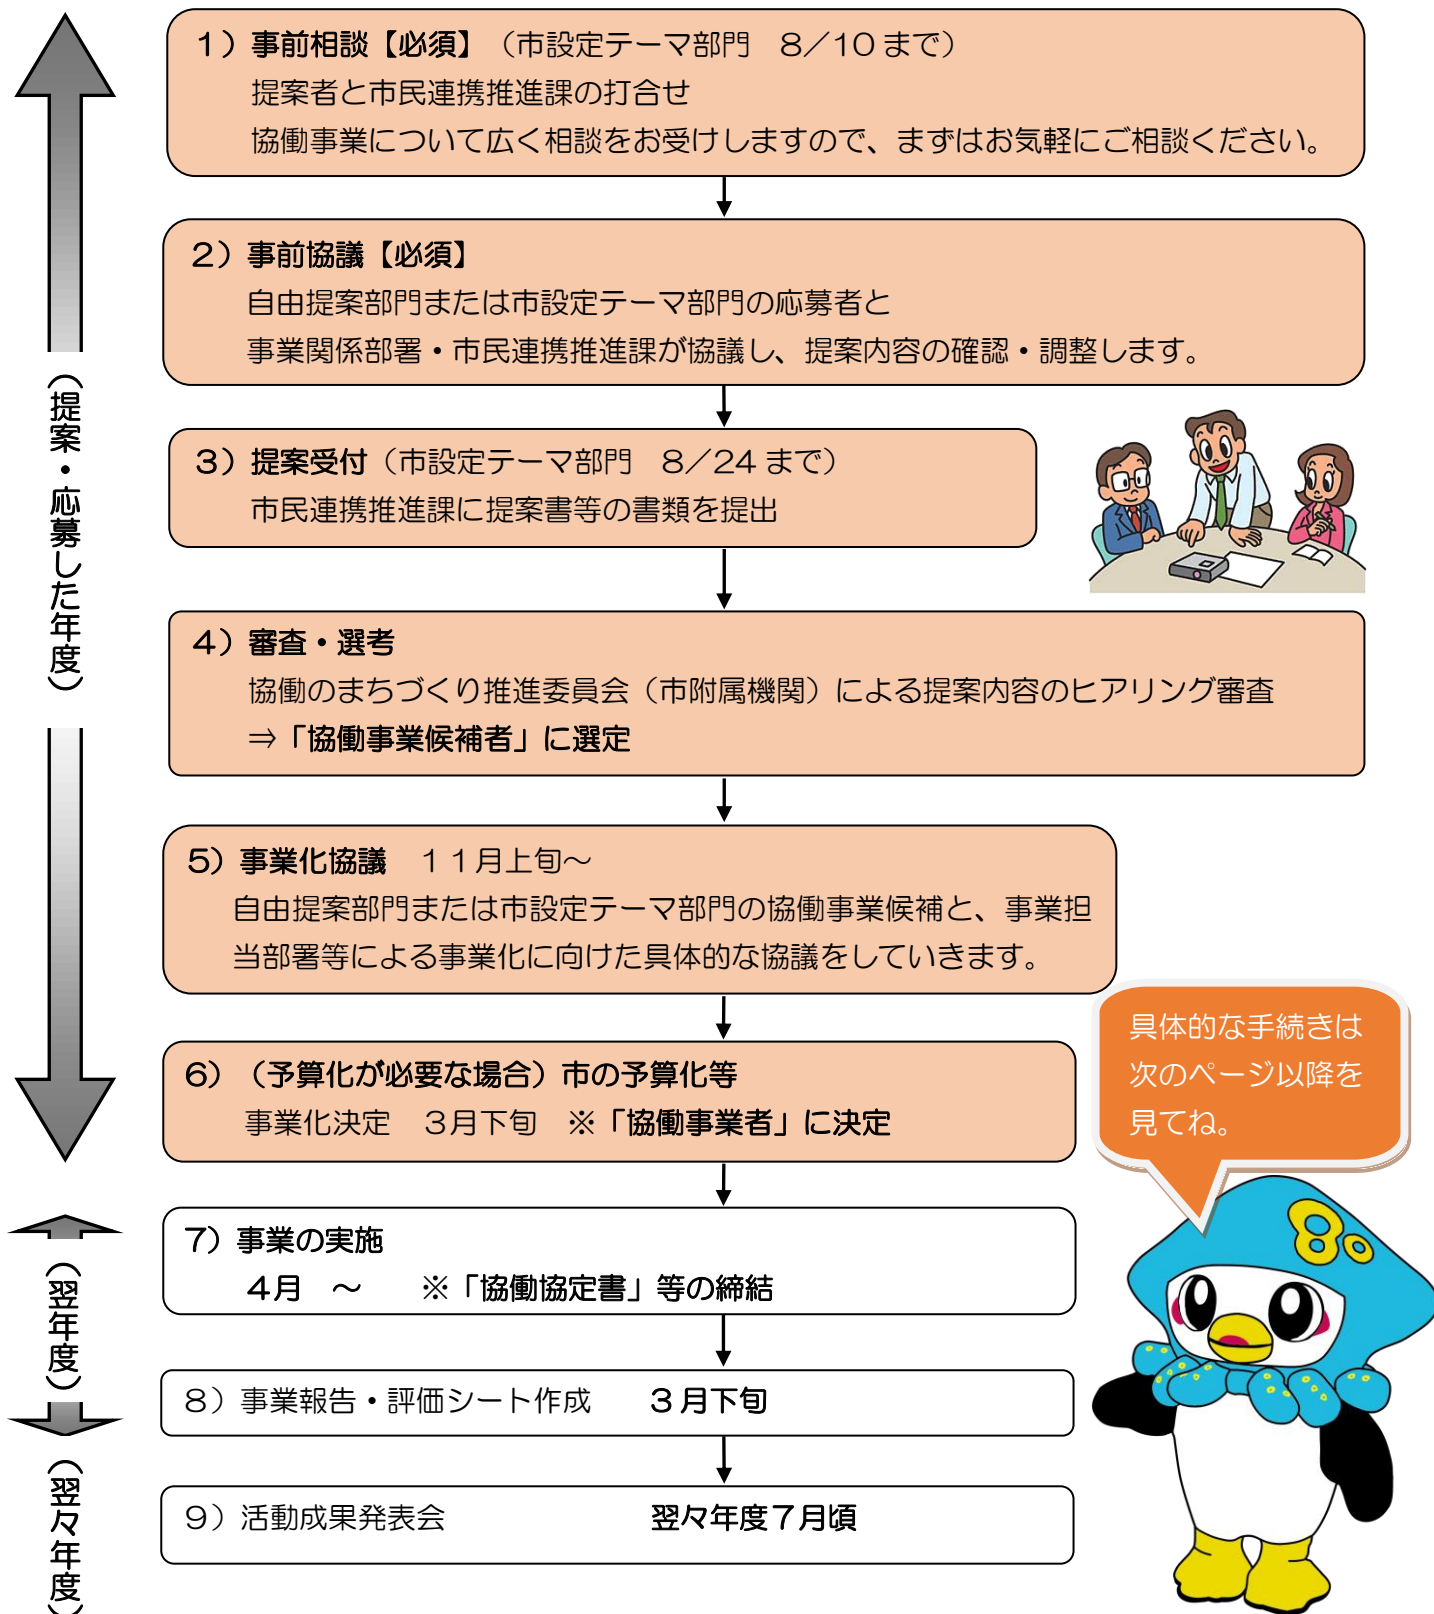 １）事前相談【必須】（市設定テーマ部門　８／１０まで）
提案者と市民連携推進課の打合せ
協働事業について広く相談をお受けしますので、まずはお気軽にご相談ください。
２）事前協議【必須】
自由提案部門または市設定テーマ部門の応募者と
事業関係部署・市民連携推進課が協議し、提案内容の確認・調整します。
（提案・応募した年度）
３）提案受付（市設定テーマ部門　８／２４まで）
市民連携推進課に提案書等の書類を提出
４）審査・選考
協働のまちづくり推進委員会（市附属機関）による提案内容のヒアリング審査
⇒「協働事業候補者」に選定
５）事業化協議　１１月上旬～
自由提案部門または市設定テーマ部門の協働事業候補と、事業担
当部署等による事業化に向けた具体的な協議をしていきます。
６）（予算化が必要な場合）市の予算化等
事業化決定　３月下旬　※「協働事業者」に決定
具体的な手続きは
次のページ以降を
見てね。
８０
７）事業の実施
４月　～　　※「協働協定書」等の締結
（翌年度）
８）事業報告・評価シート作成　　３月下旬
９）活動成果発表会　　翌々年度７月頃
（翌々年度）